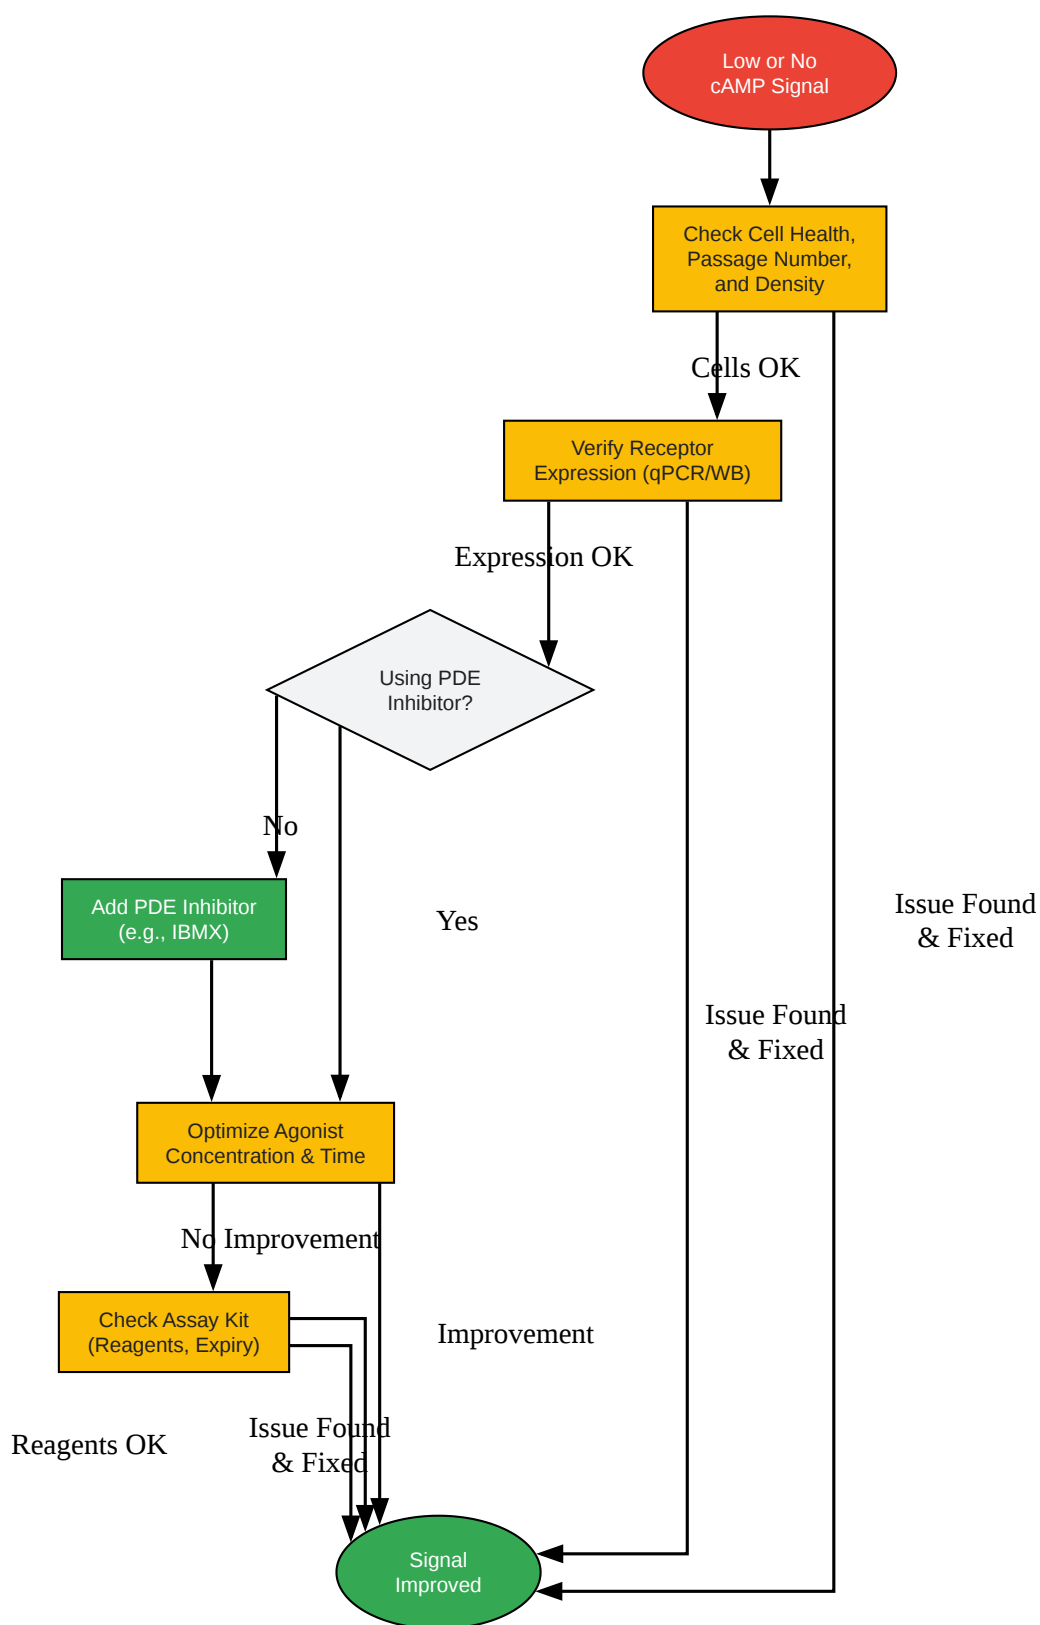 Low or No
cAMP Signal
Check Cell Health,
Passage Number,
and Density
Cells OK
Verify Receptor
Expression (qPCR/WB)
Expression OK
Using PDE
Inhibitor?
No
Add PDE Inhibitor
(e.g., IBMX)
Yes
Issue Found
& Fixed
Issue Found
& Fixed
Optimize Agonist
Concentration & Time
No Improvement
Check Assay Kit
(Reagents, Expiry)
Improvement
Reagents OK
Issue Found
& Fixed
Signal
Improved